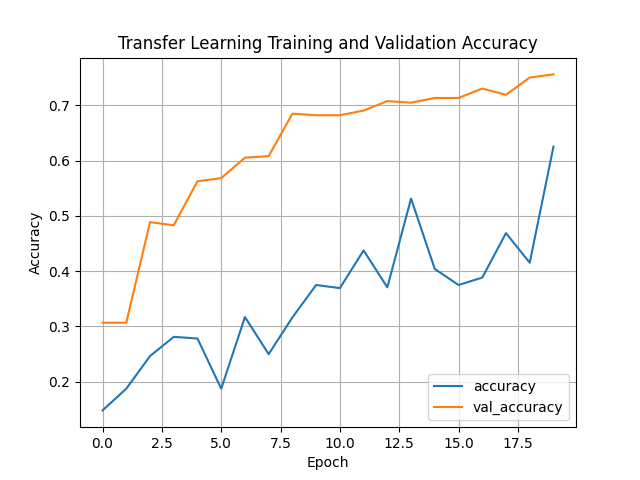 Transfer Learning Training and Validation Accuracy
0.7
0.6
0.5
0.4
0.3
0.2
Accuracy
accuracy
val_accuracy
0.0 2.5 5.0 7.5 10.0 12.5 15.0 17.5
Epoch